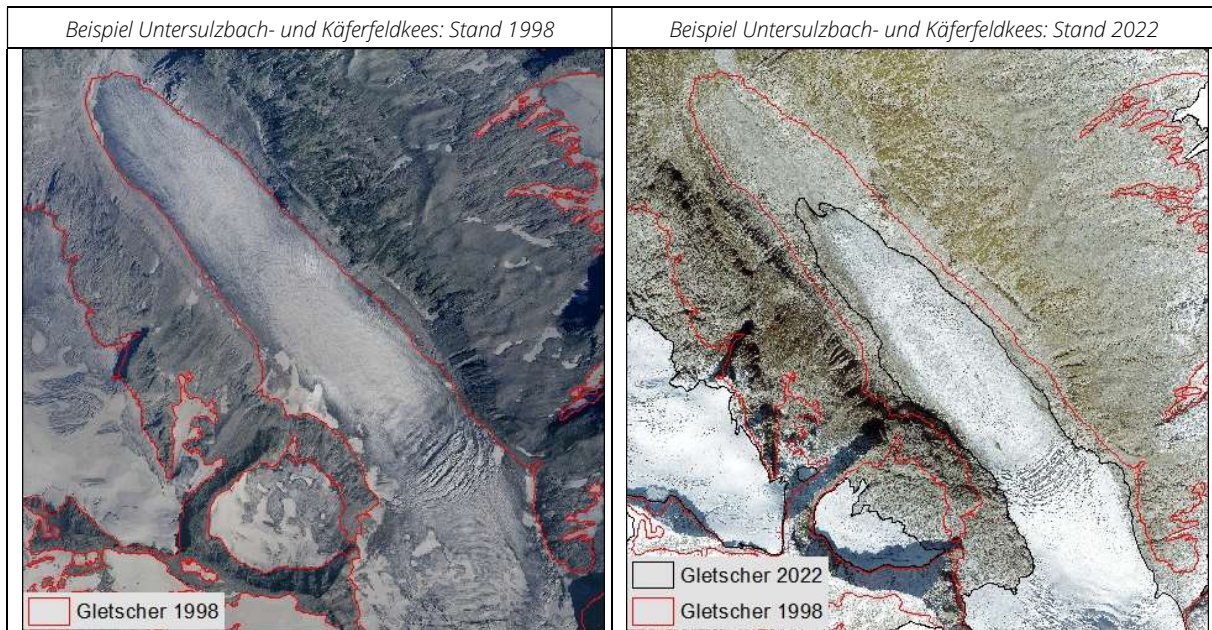 Beispiel Untersulzbach- und Käferfeldkees: Stand 1998
Beispiel Untersulzbach- und Käferfeldkees: Stand 2022
Gletscher 1998
Gletscher 2022
Gletscher 1998